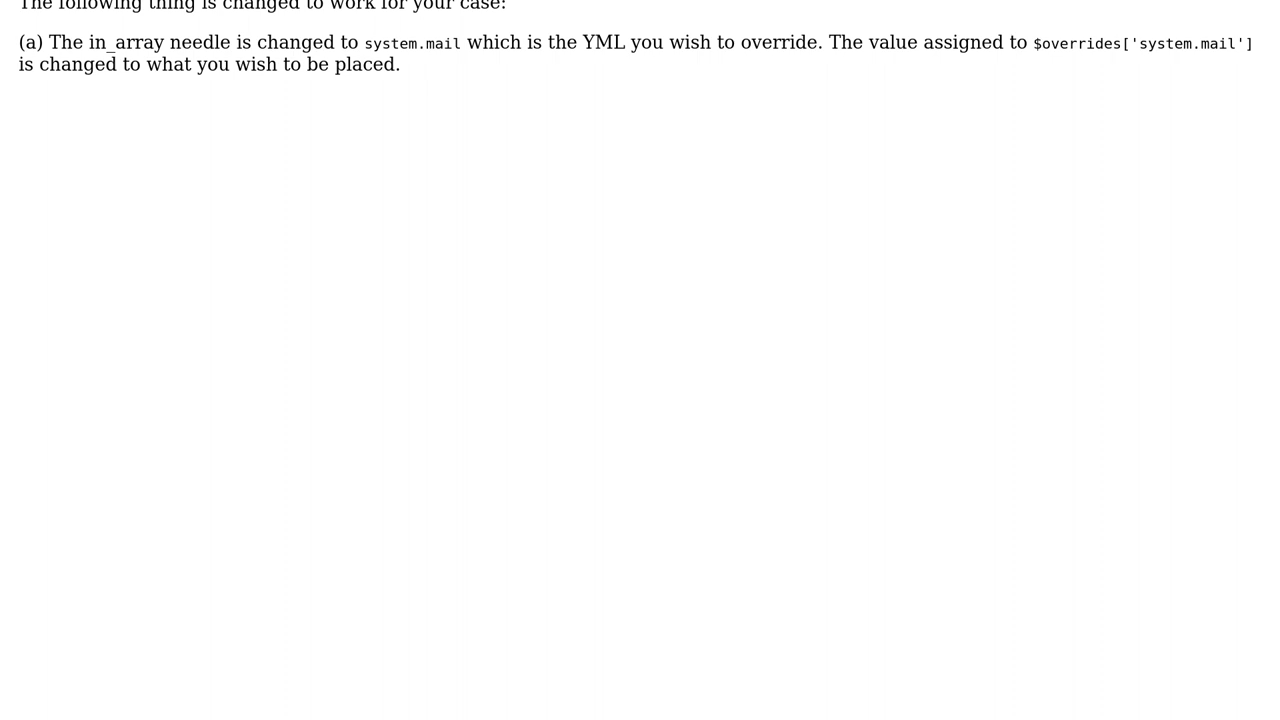 The following thing is changed to work for your case:
(a) The in_array needle is changed to system.mail which is the YML you wish to override. The value assigned to $overrides['system.mail']
is changed to what you wish to be placed.